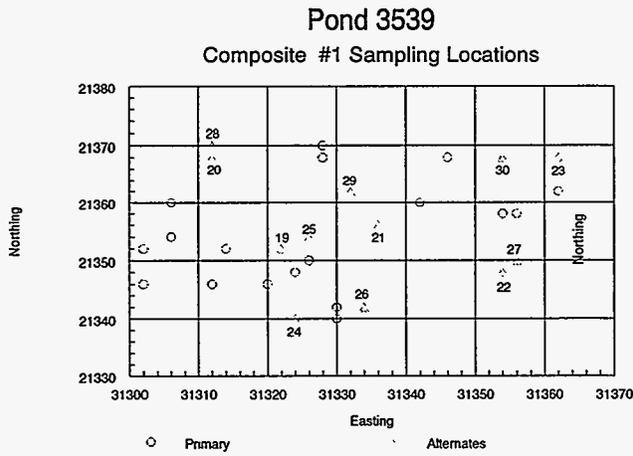 Pond 3539
Composite #1 Sampling Locations
21380
28
21370
20
30
23
29
21360
Northing
25
19
21
27
Northing
21350
22
26
21340
24
21330
31300 31310 31320 31330 31340 31350 31360 31370
Easting
Primary Alternates